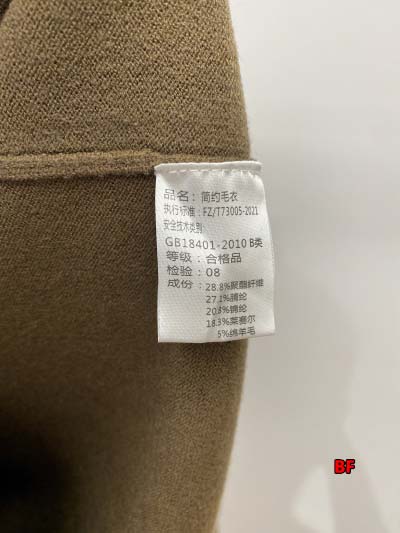 品名：简约毛衣
执行标准：FZ/T73005-2021
安全技术类别：
GB18401-2010 B类
等级：合格品
检验：08
成份：28.8%聚酯纤维
27.1%腈纶
20.8%锦纶
18.3%莱赛尔
5%绵羊毛
BF